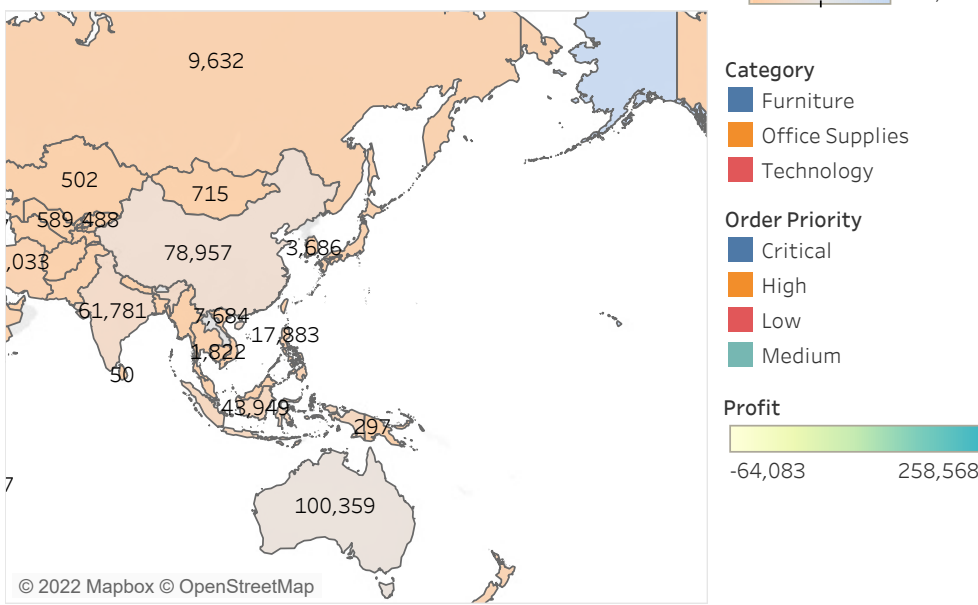 9,632
502
715
589,488
,033
78,957
3,686
61,781
7,684
17,883
1,822
50
43,949
297
7
100,359
© 2022 Mapbox © OpenStreetMap
Category
Furniture
Office Supplies
Technology
Order Priority
Critical
High
Low
Medium
Profit
-64,083
258,568